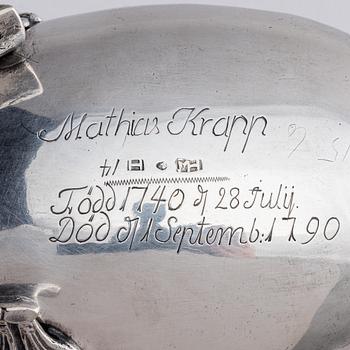 Mathias Krapp
Född 1740 d 28 Julij.
Död d 1 Septemb: 1790